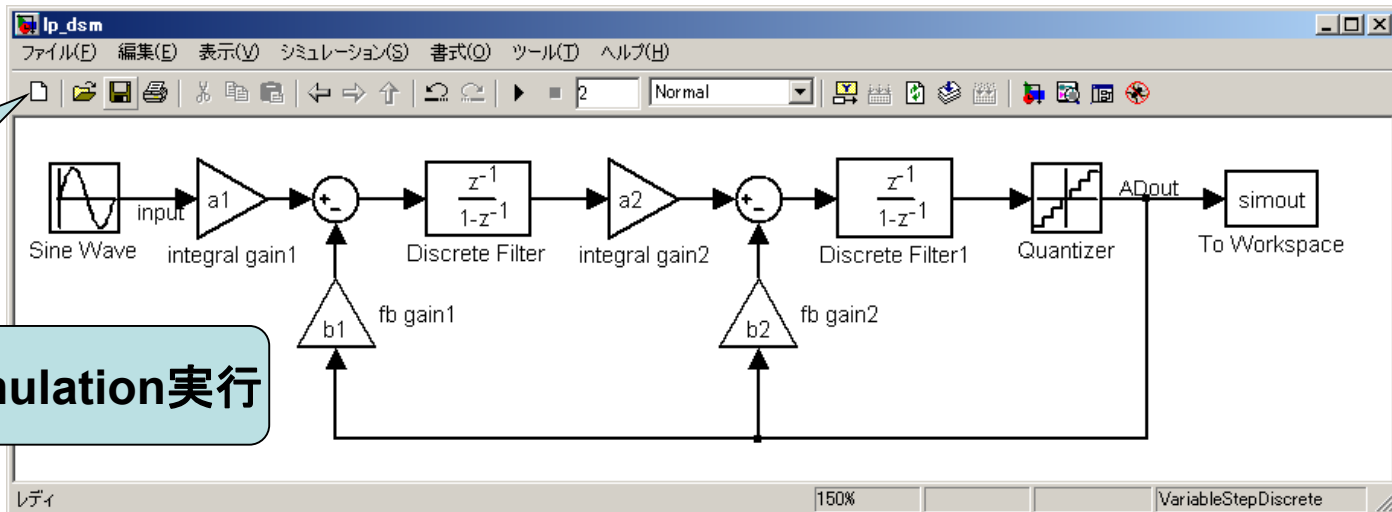 lp_dsm
ファイル(F) 編集(E) 表示(V) シミュレーション(S) 書式(O) ツール(T) ヘルプ(H)
2 Normal
z-1
1-z-1
z-1
1-z-1
a1
+
-
a2
+
-
ADout
simout
input
Sine Wave
integral gain1
Discrete Filter
integral gain2
Discrete Filter1
Quantizer
To Workspace
b1
fb gain1
b2
fb gain2
mulation実行
レディ 150% VariableStepDiscrete